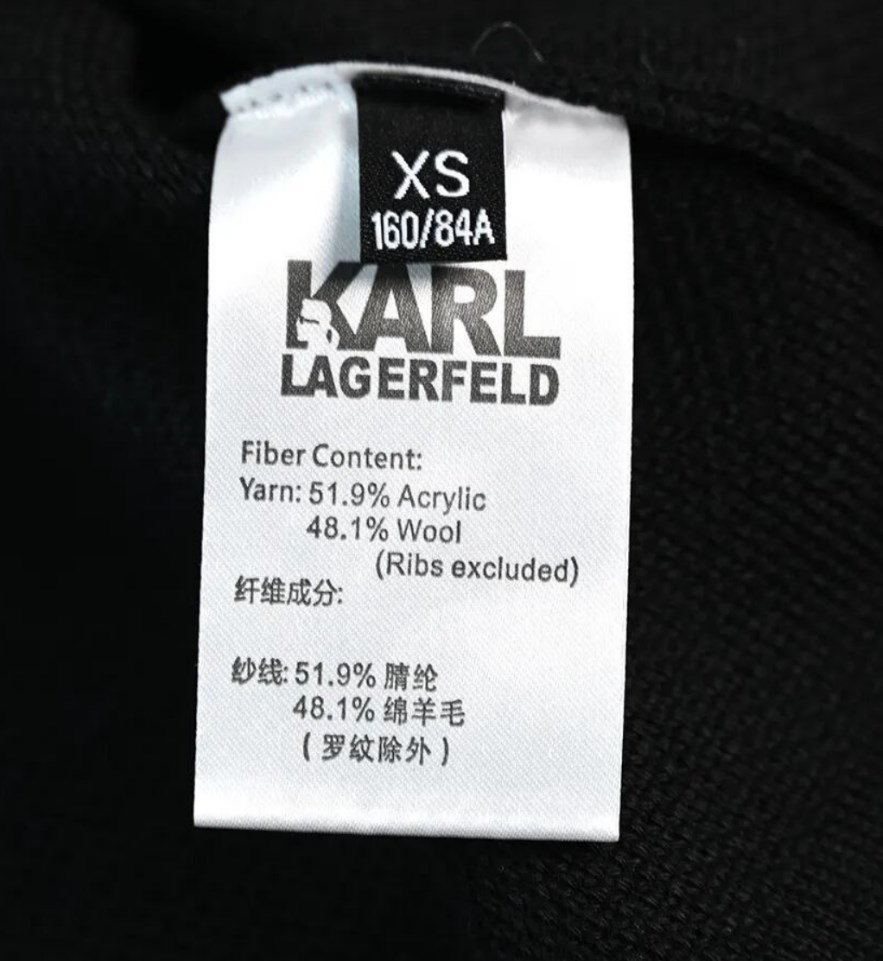 XS
160/84A
KARL
LAGERFELD
Fiber Content:
Yarn: 51.9% Acrylic
48.1% Wool
(Ribs excluded)
纤维成分:
纱线: 51.9% 腈纶
48.1% 绵羊毛
( 罗纹除外 )